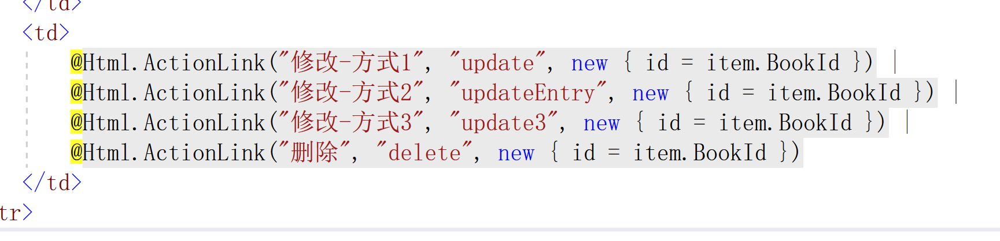 </td>
<td>
@Html.ActionLink("修改-方式1", "update", new { id = item.BookId }) |
@Html.ActionLink("修改-方式2", "updateEntry", new { id = item.BookId }) |
@Html.ActionLink("修改-方式3", "update3", new { id = item.BookId }) |
@Html.ActionLink("删除", "delete", new { id = item.BookId })
</td>
tr>